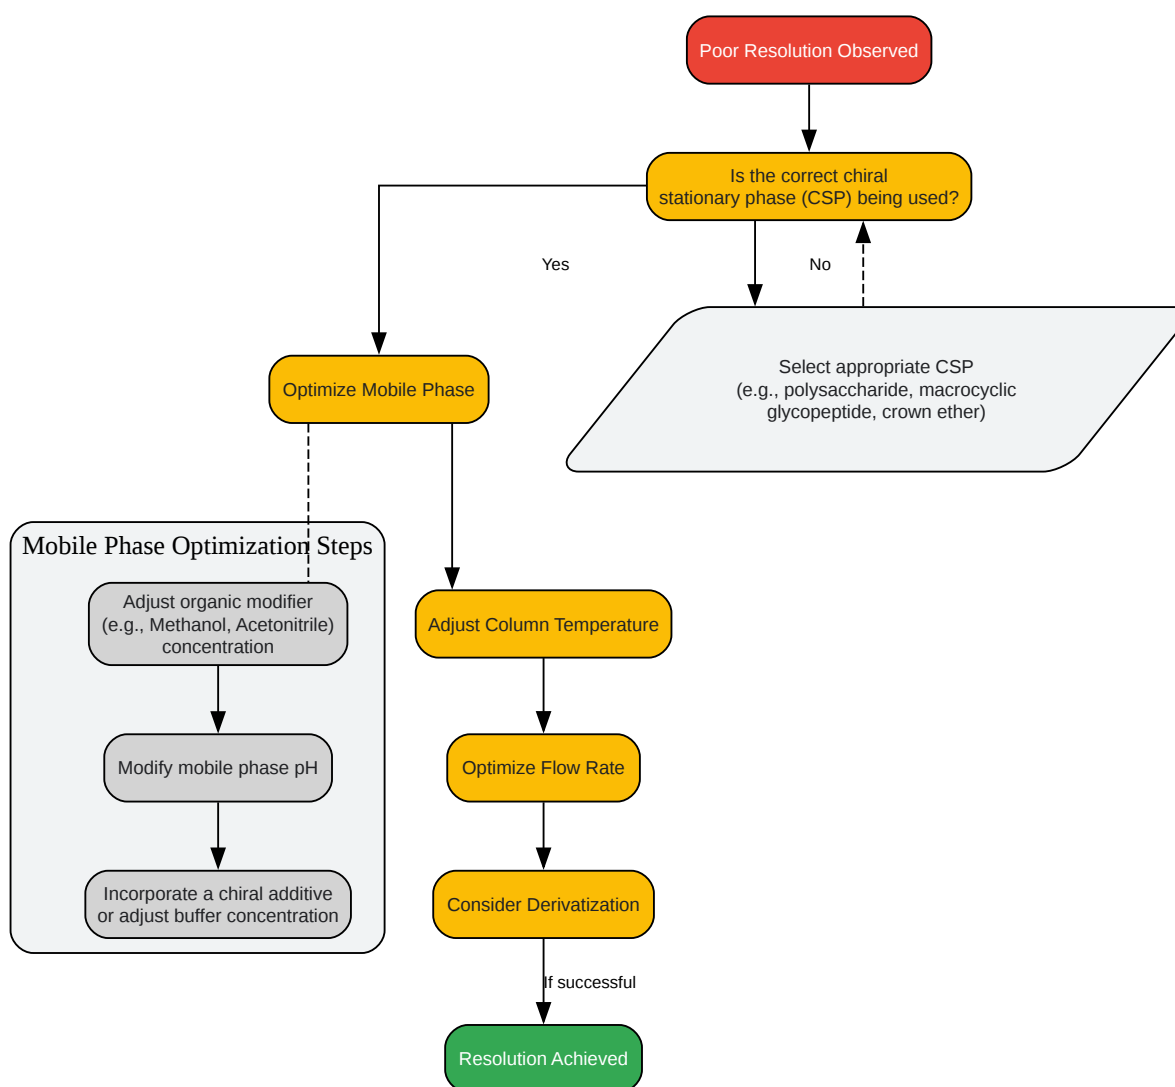 Poor Resolution Observed
Is the correct chiral
stationary phase (CSP) being used?
Yes
No
Select appropriate CSP
(e.g., polysaccharide, macrocyclic
glycopeptide, crown ether)
Optimize Mobile Phase
Mobile Phase Optimization Steps
Adjust organic modifier
(e.g., Methanol, Acetonitrile)
concentration
Modify mobile phase pH
Incorporate a chiral additive
or adjust buffer concentration
Adjust Column Temperature
Optimize Flow Rate
Consider Derivatization
If successful
Resolution Achieved